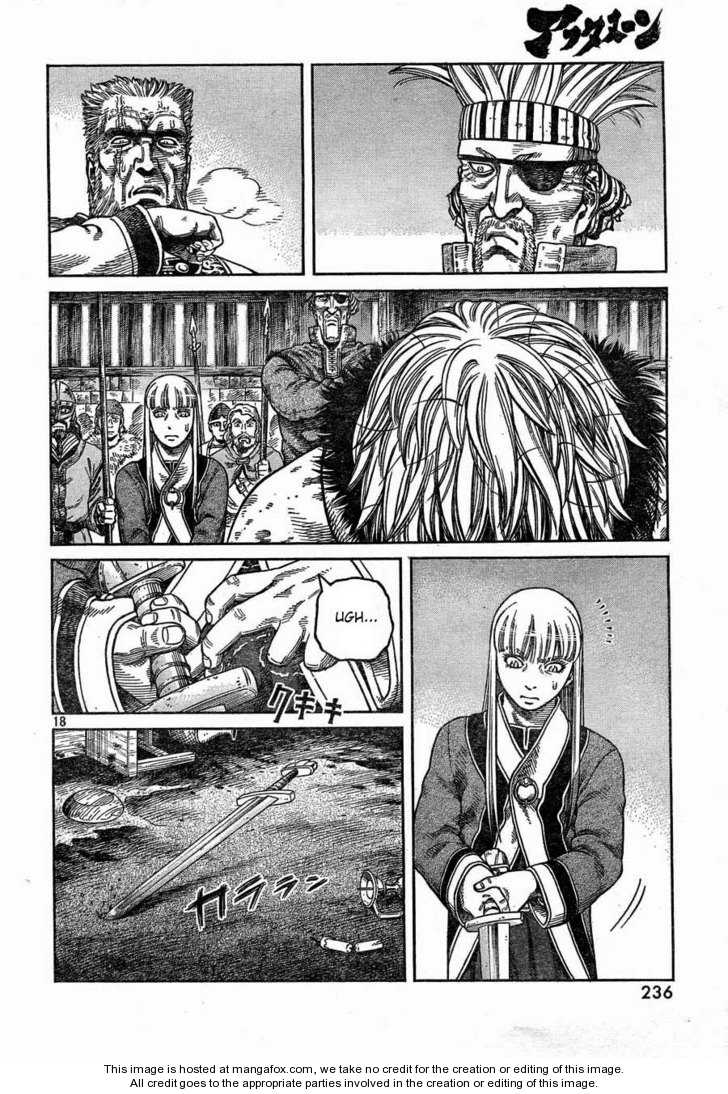 アフタヌーン
UGH...
クキキ
18
カラララン
236
This image is hosted at mangafox.com, we take no credit for the creation or editing of this image.
All credit goes to the appropriate parties involved in the creation or editing of this image.